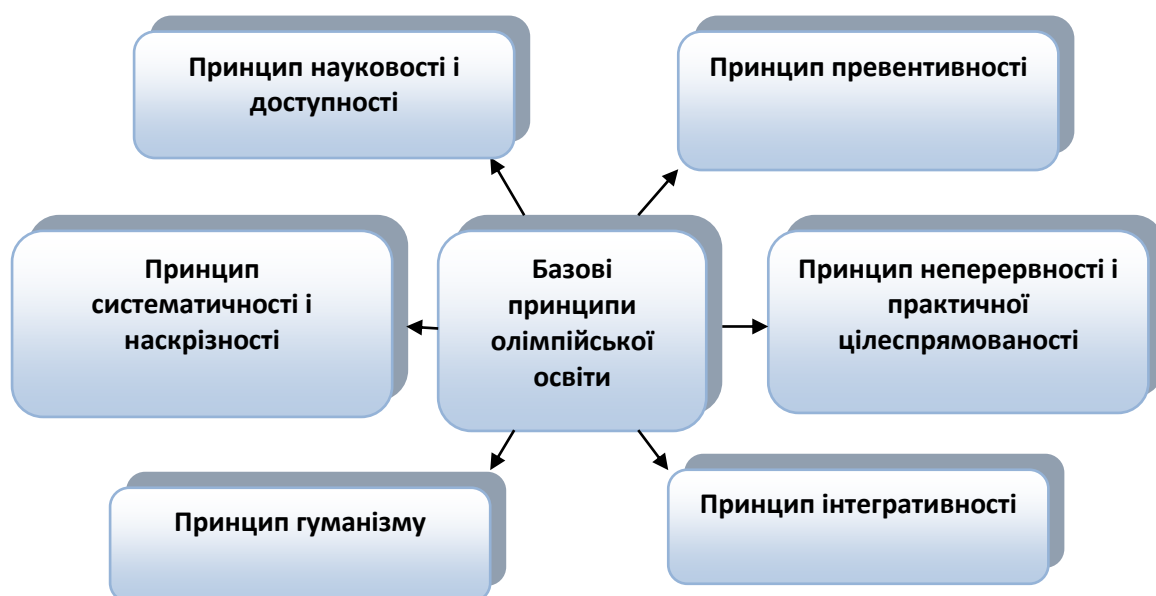 Принцип науковості і
доступності
Принцип превентивності
Принцип
систематичності і
наскрізності
Базові
принципи
олімпійської
освіти
Принцип неперервності і
практичної
цілеспрямованості
Принцип гуманізму
Принцип інтегративності